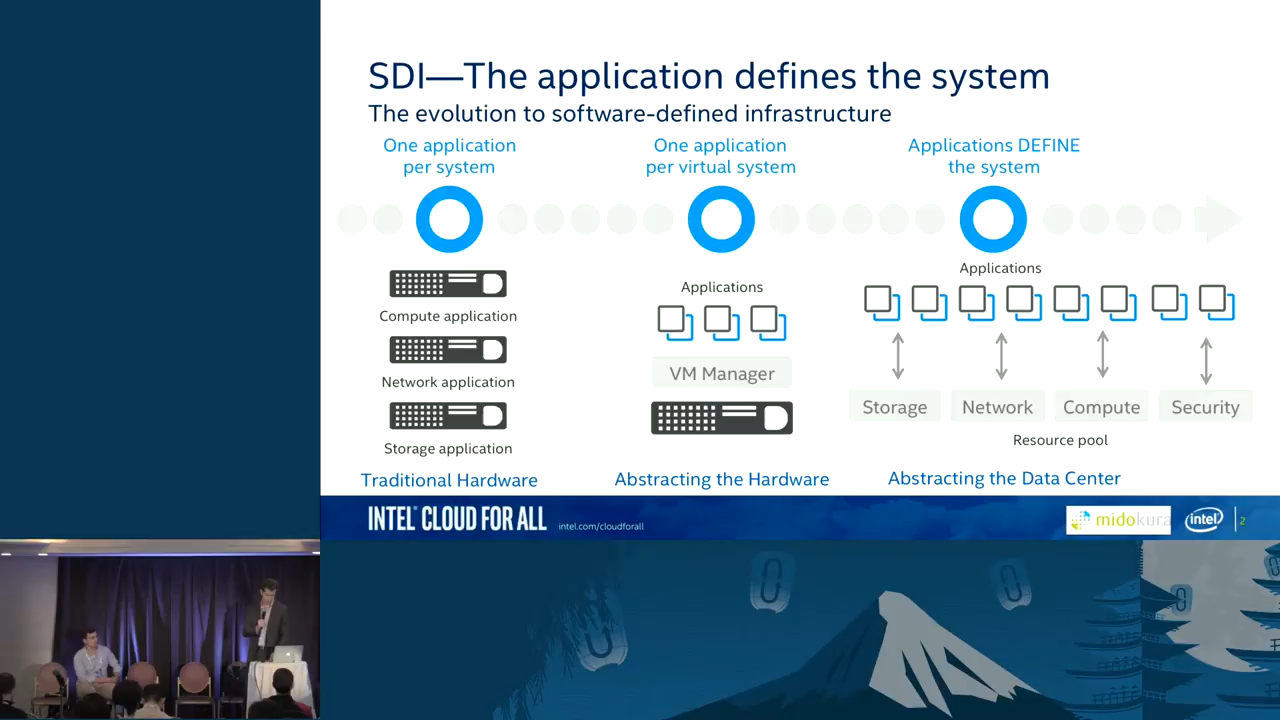 SDI—The application defines the system
The evolution to software-defined infrastructure
One application
per system
Compute application
Network application
Storage application
Traditional Hardware
One application
per virtual system
Applications
VM Manager
Abstracting the Hardware
Applications DEFINE
the system
Applications
Storage Network Compute Security
Resource pool
Abstracting the Data Center
INTEL® CLOUD FOR ALL
intel.com/cloudforall
midokura
intel
2